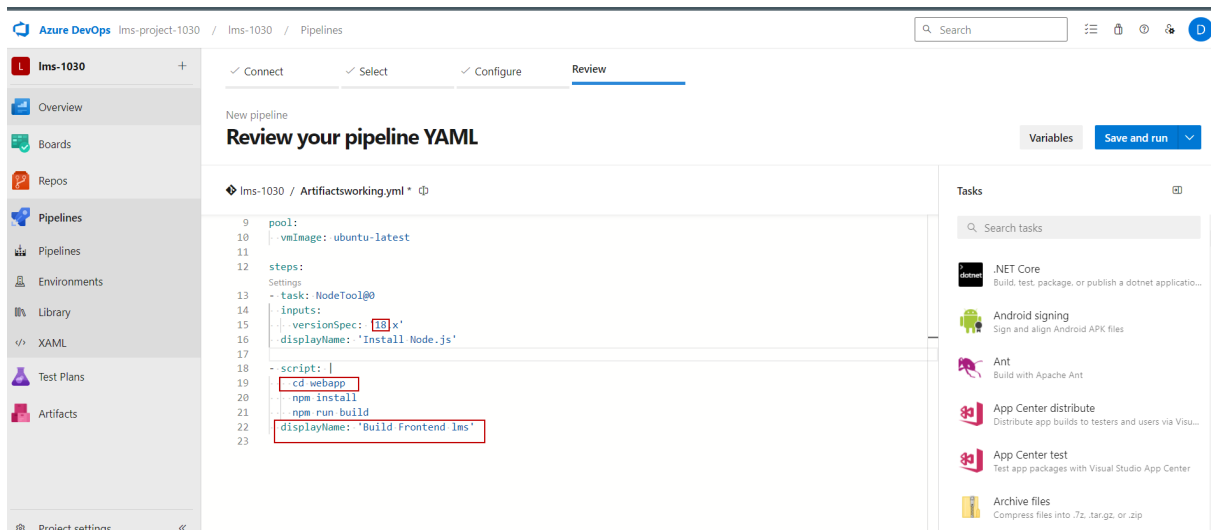 Azure DevOps lms-project-1030 / lms-1030 / Pipelines
Search
D
L lms-1030 +
Overview
Boards
Repos
Pipelines
Pipelines
Environments
Library
XAML
Test Plans
Artifacts
Project settings
Connect
Select
Configure
Review
New pipeline
Review your pipeline YAML
Variables
Save and run
lms-1030 / Artifiactsworking.yml *
9 pool:
10 vmImage: ubuntu-latest
11
12 steps:
Settings
13 - task: NodeTool@0
14 inputs:
15 versionSpec: '18.x'
16 displayName: 'Install Node.js'
17
18 - script: |
19 cd webapp
20 npm install
21 npm run build
22 displayName: 'Build Frontend lms'
23
Tasks
Search tasks
dotnet
.NET Core
Build, test, package, or publish a dotnet applicatio...
Android signing
Sign and align Android APK files
Ant
Build with Apache Ant
App Center distribute
Distribute app builds to testers and users via Visu...
App Center test
Test app packages with Visual Studio App Center
Archive files
Compress files into .7z, .tar.gz, or .zip